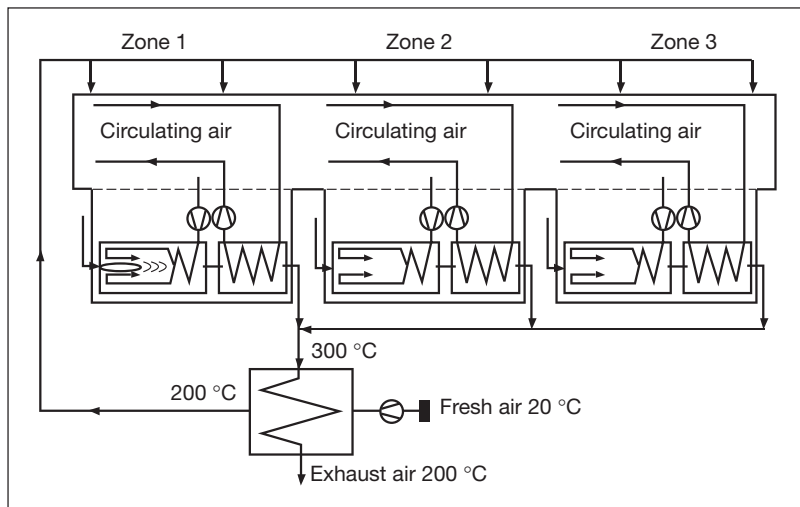 Zone 1
Zone 2
Zone 3
Circulating air
Circulating air
Circulating air
300 °C
200 °C
Fresh air 20 °C
Exhaust air 200 °C